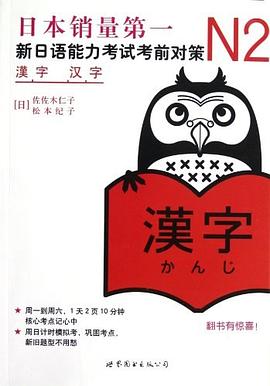 日本销量第一
新日语能力考试考前对策
N2
漢字 汉字
[日] 佐佐木仁子
松本纪子
漢字
かんじ
★ 周一到周六,1天2页10分钟
核心考点记心中
★ 周日计时模拟考,巩固考点,
新旧题型不用愁
翻书有惊喜!
世界图书出版公司